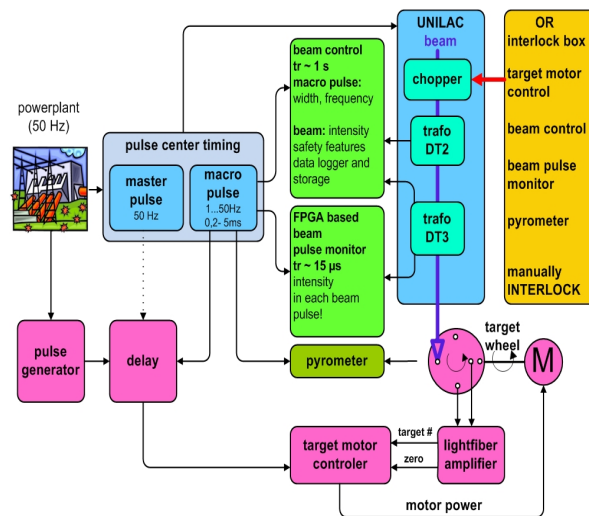 powerplant
(50 Hz)
pulse center timing
master
pulse
50 Hz
macro
pulse
1...50Hz
0,2- 5ms
beam control
tr ~ 1 s
macro pulse:
width, frequency
beam: intensity
safety features
data logger and
storage
FPGA based
beam
pulse monitor
tr ~ 15 µs
intensity
in each beam
pulse!
UNILAC
beam
chopper
trafo
DT2
trafo
DT3
OR
interlock box
target motor
control
beam control
beam pulse
monitor
pyrometer
manually
INTERLOCK
pulse
generator
delay
pyrometer
target
wheel
M
target motor
controler
target #
zero
lightfiber
amplifier
motor power